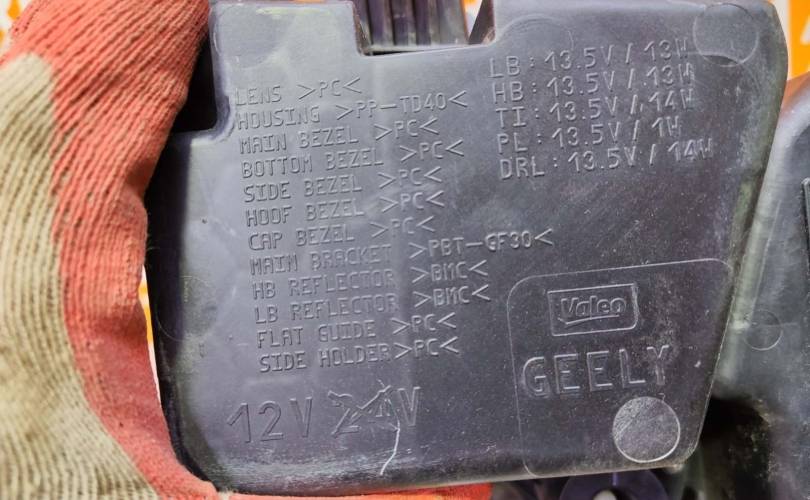 LENS >PC<
HOUSING >PP-TD40<
MAIN BEZEL >PC<
BOTTOM BEZEL >PC<
SIDE BEZEL >PC<
HOOF BEZEL >PC<
CAP BEZEL >PC<
MAIN BRACKET >PBT-GF30<
HB REFLECTOR >BMC<
LB REFLECTOR >BMC<
FLAT GUIDE >PC<
SIDE HOLDER >PC<
12V 24V
LB: 13.5V / 13W
HB: 13.5V / 13W
TI: 13.5V / 14W
PL: 13.5V / 1W
DRL: 13.5V / 14W
Valeo
GEELY